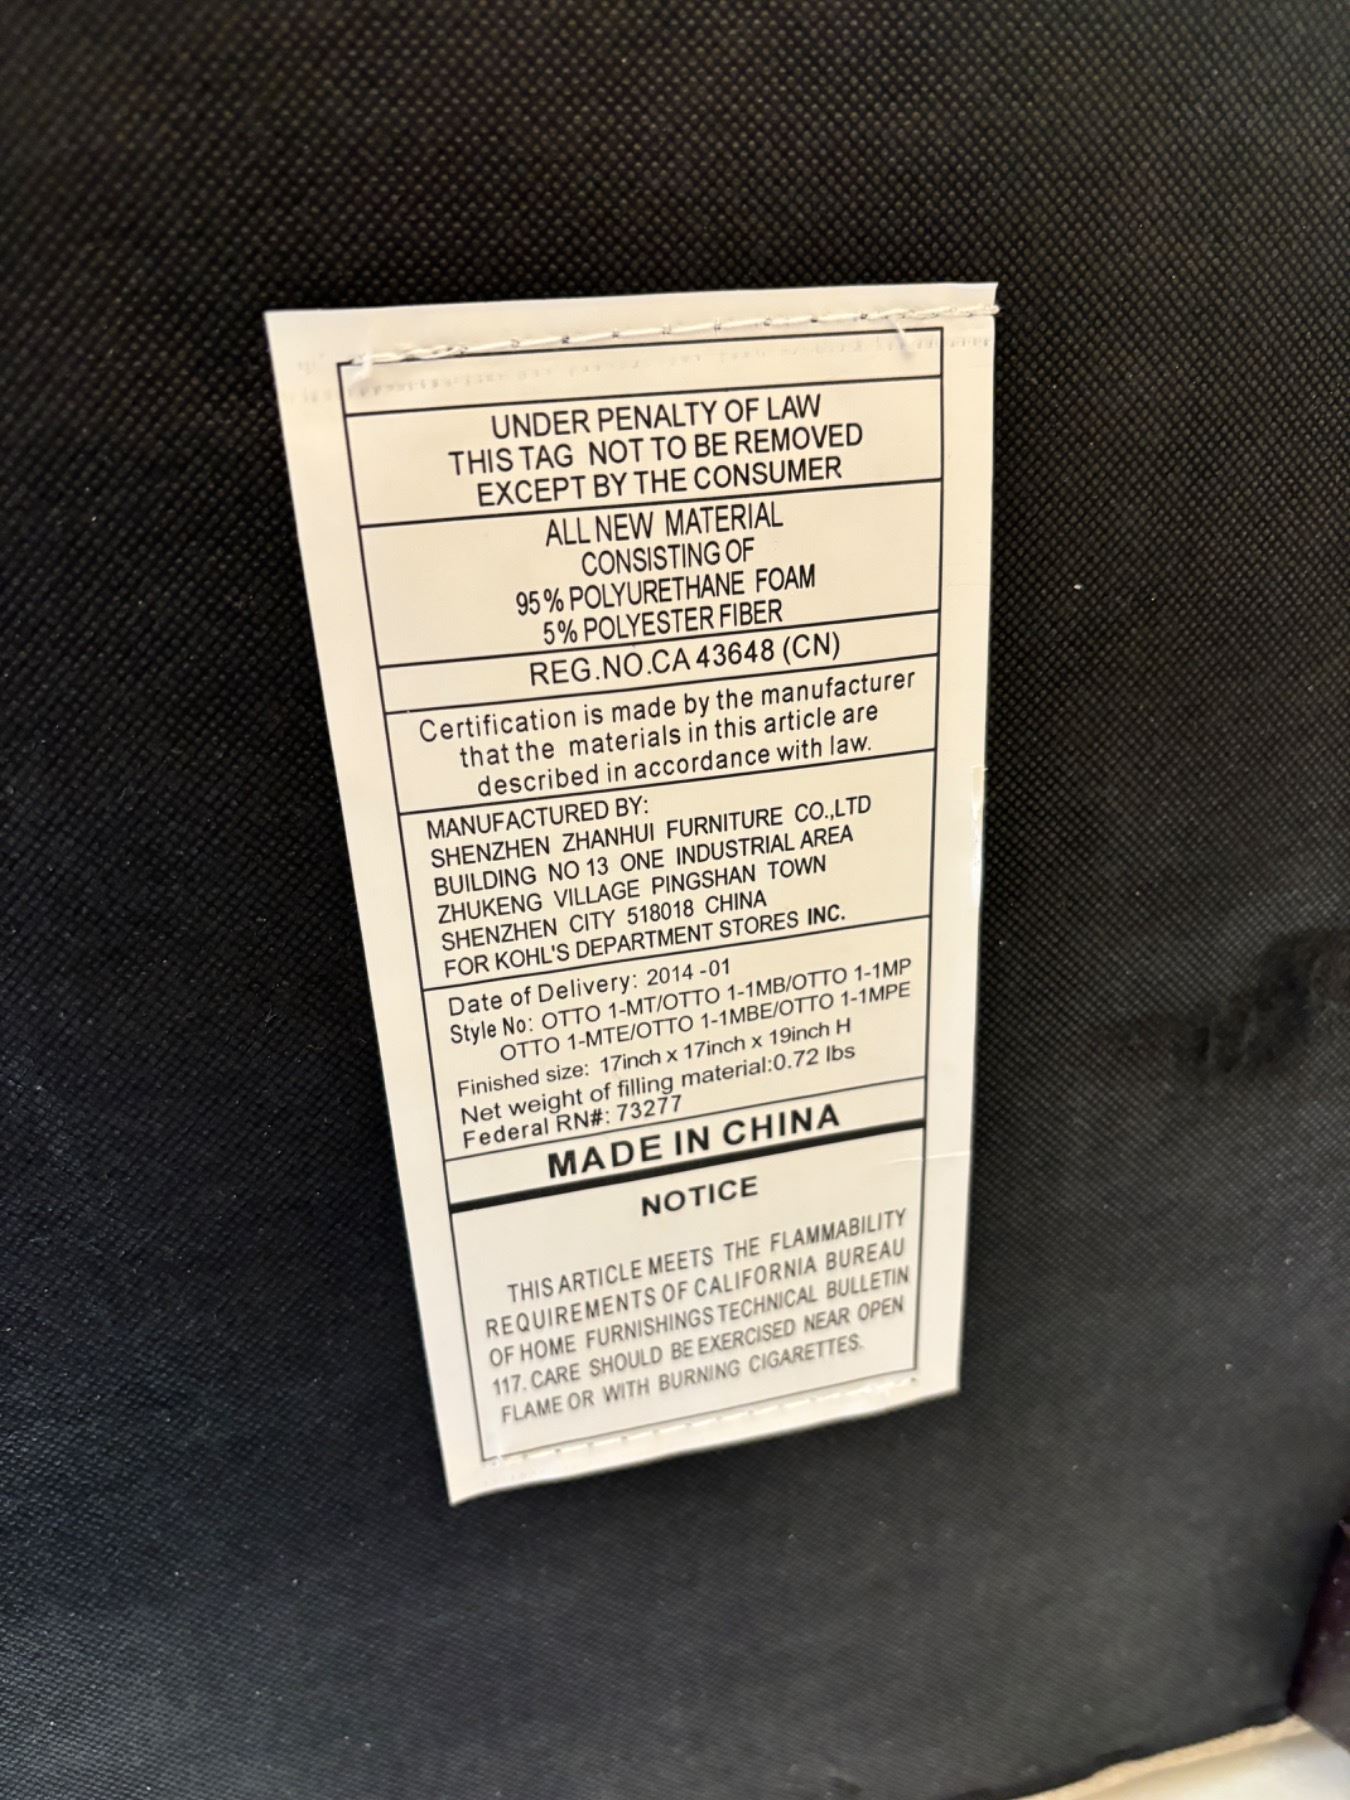 UNDER PENALTY OF LAW
THIS TAG NOT TO BE REMOVED
EXCEPT BY THE CONSUMER
ALL NEW MATERIAL
CONSISTING OF
95% POLYURETHANE FOAM
5% POLYESTER FIBER
REG.NO.CA 43648 (CN)
Certification is made by the manufacturer
that the materials in this article are
described in accordance with law.
MANUFACTURED BY:
SHENZHEN ZHANHUI FURNITURE CO.,LTD
BUILDING NO 13 ONE INDUSTRIAL AREA
ZHUKENG VILLAGE PINGSHAN TOWN
SHENZHEN CITY 518018 CHINA
FOR KOHL'S DEPARTMENT STORES INC.
Date of Delivery: 2014 -01
Style No: OTTO 1-MT/OTTO 1-1MB/OTTO 1-1MP
OTTO 1-MTE/OTTO 1-1MBE/OTTO 1-1MPE
Finished size: 17inch x 17inch x 19inch H
Net weight of filling material:0.72 lbs
Federal RN#: 73277
MADE IN CHINA
NOTICE
THIS ARTICLE MEETS THE FLAMMABILITY
REQUIREMENTS OF CALIFORNIA BUREAU
OF HOME FURNISHINGS TECHNICAL BULLETIN
117. CARE SHOULD BE EXERCISED NEAR OPEN
FLAME OR WITH BURNING CIGARETTES.